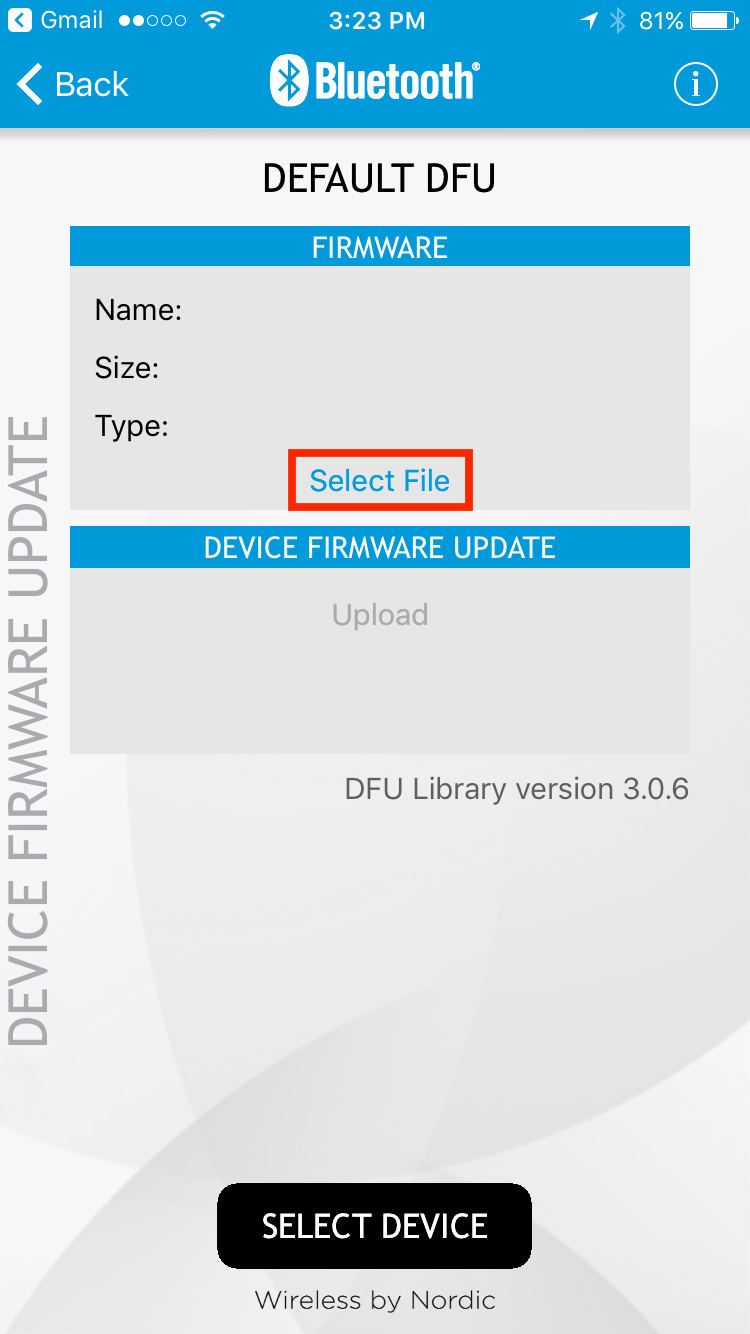 Gmail 3:23 PM 81%
Back Bluetooth® i
DEFAULT DFU
FIRMWARE
Name:
Size:
Type:
Select File
DEVICE FIRMWARE UPDATE
Upload
DFU Library version 3.0.6
DEVICE FIRMWARE UPDATE
SELECT DEVICE
Wireless by Nordic